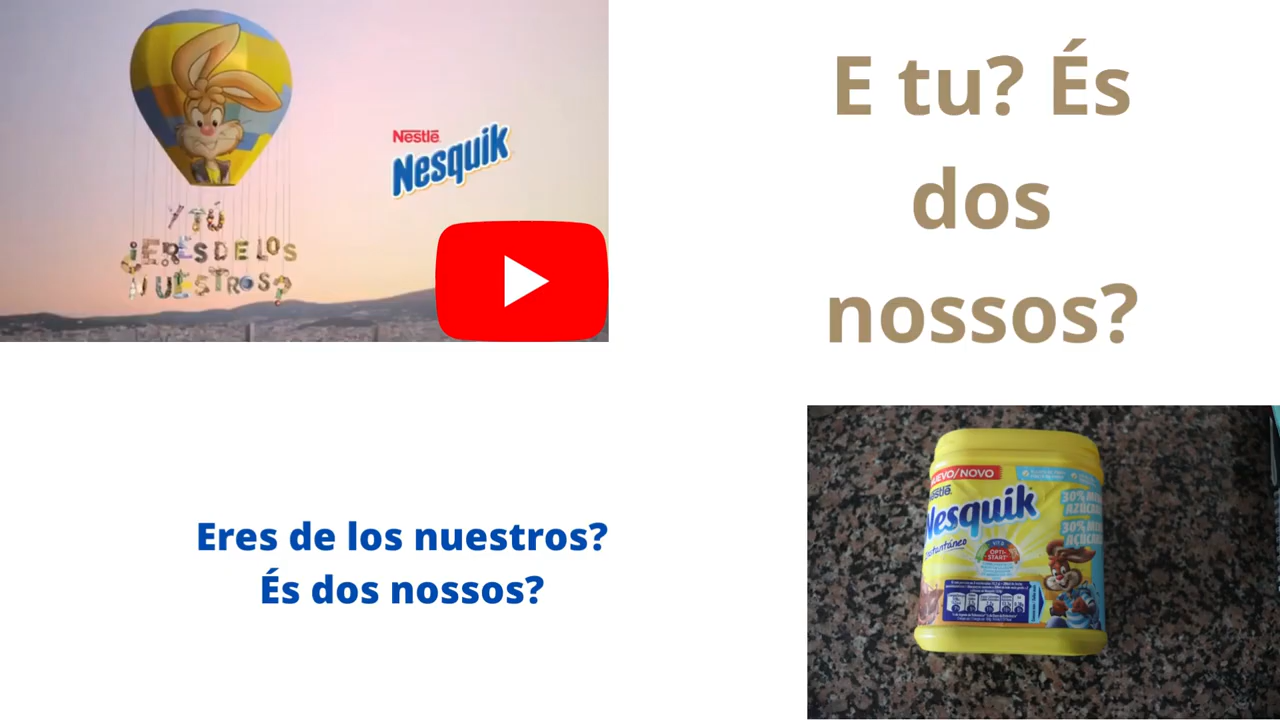 Y TÚ
¿ERES DE LOS
NUESTROS?
Nestlé
Nesquik
E tu? És
dos
nossos?
Eres de los nuestros?
És dos nossos?
NUEVO/NOVO
Nestlé
Nesquik
Instantáneo
30%
30%
OPTI-
START